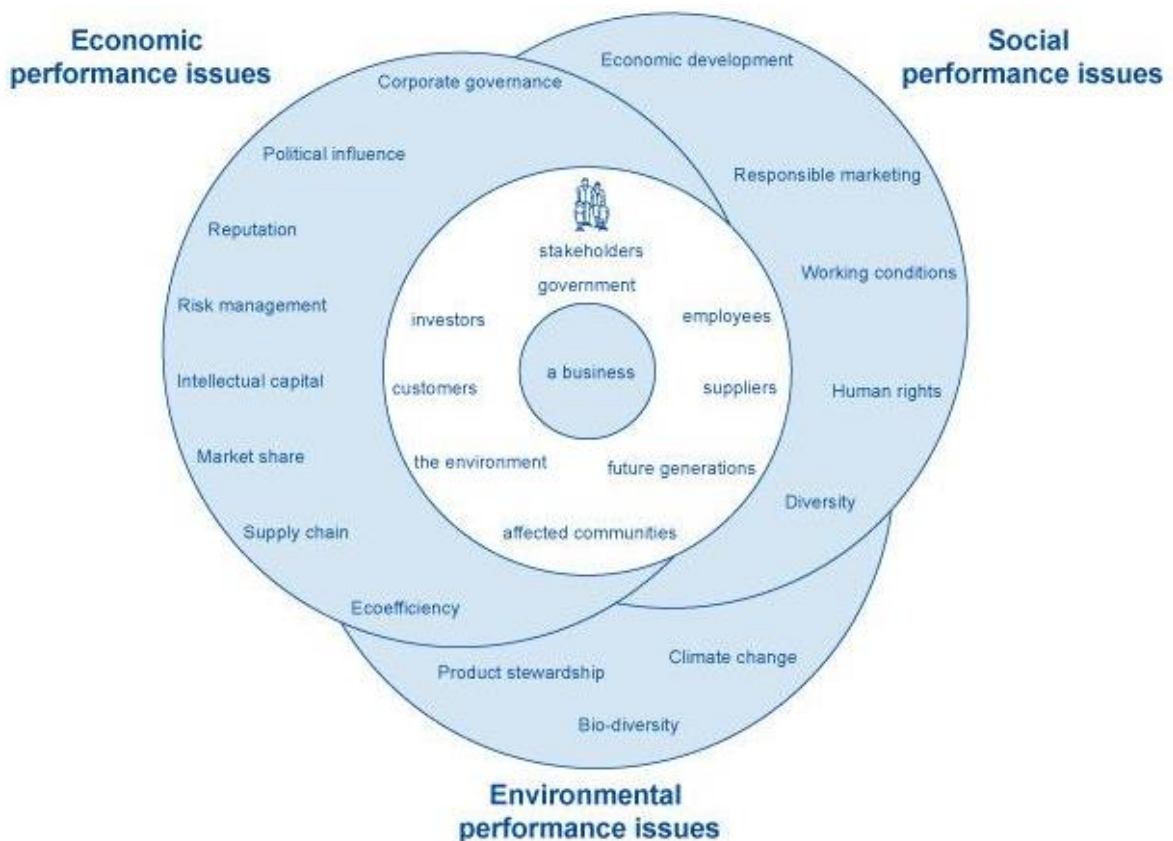 Economic
performance issues
Social
performance issues
Economic development
Corporate governance
Political influence
Responsible marketing
Reputation
stakeholders
Working conditions
government
Risk management
investors
employees
a business
Intellectual capital
customers
suppliers
Human rights
Market share
the environment
future generations
Diversity
Supply chain
affected communities
Ecoefficiency
Climate change
Product stewardship
Bio-diversity
Environmental
performance issues